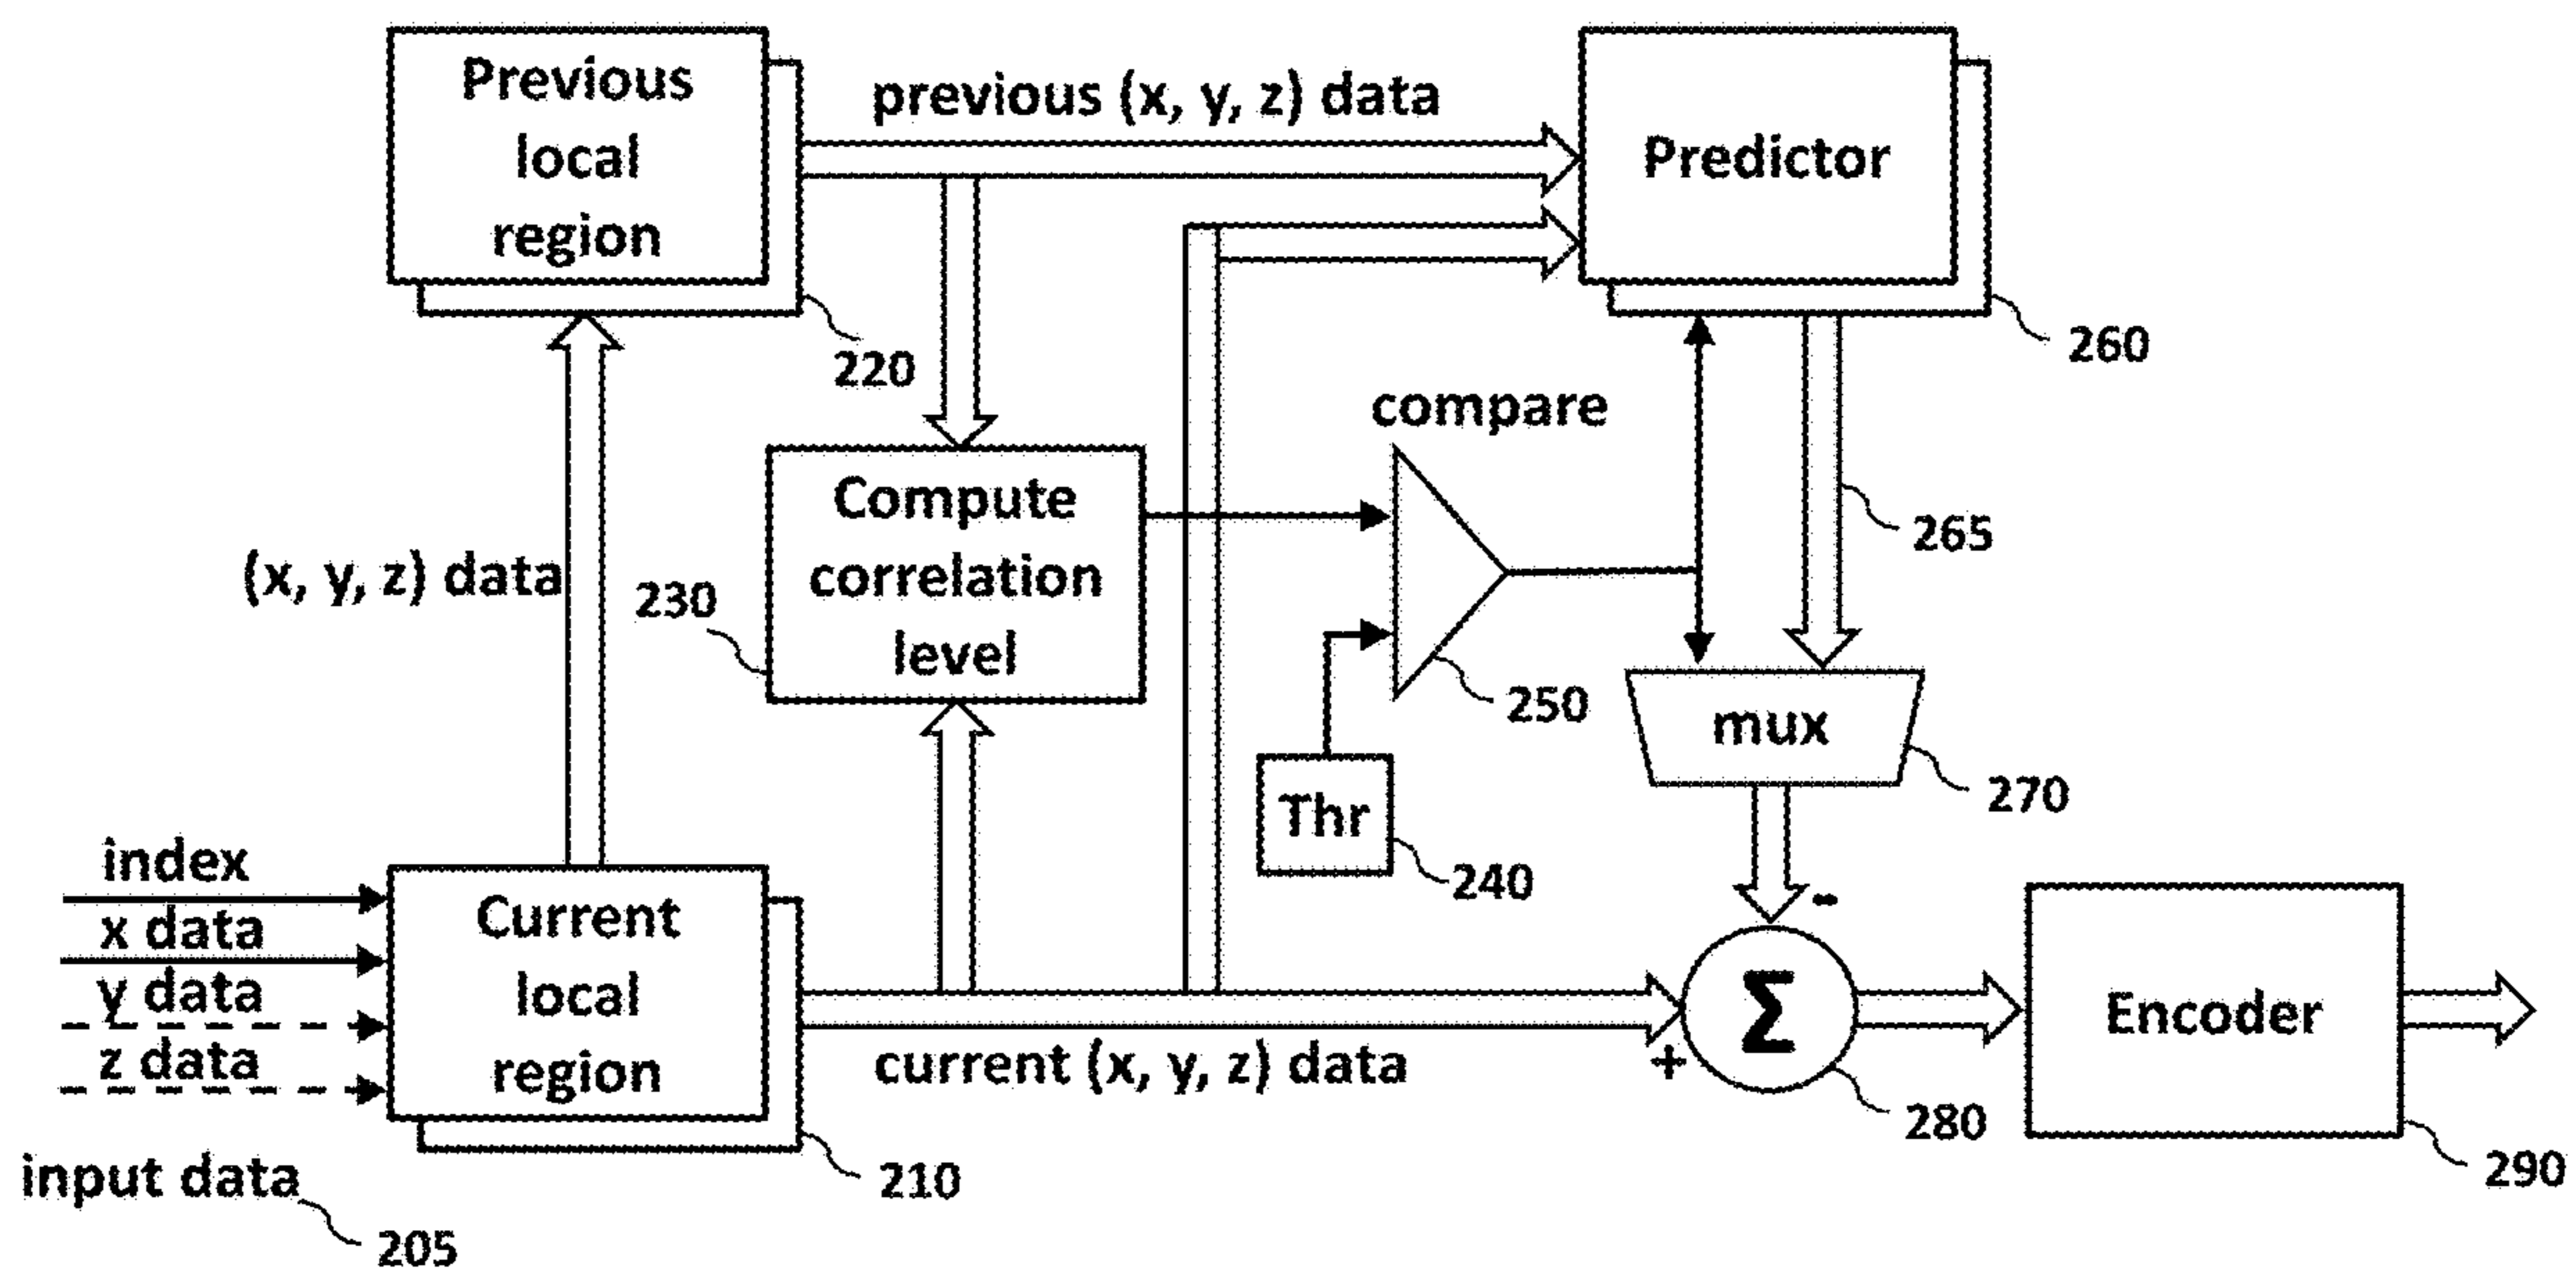 Previous
local
region
previous (x, y, z) data
Predictor
220
260
compare
Compute
correlation
level
(x, y, z) data
230
265
250
mux
270
Thr
240
index
x data
y data
z data
Current
local
region
-
Σ
+
Encoder
current (x, y, z) data
280
290
210
input data
205